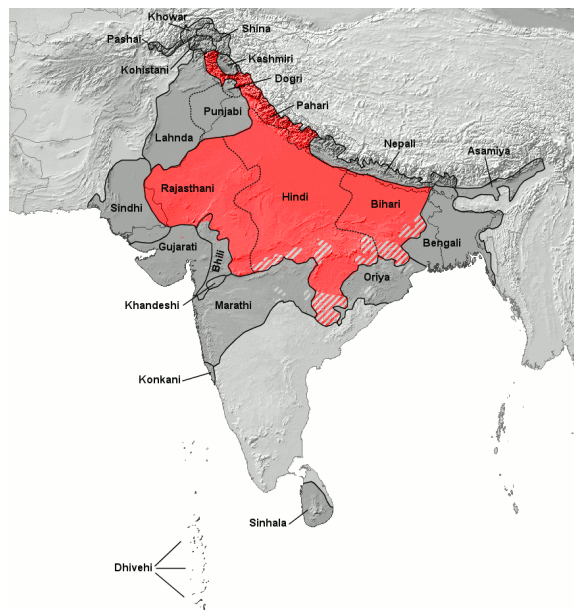 Khowar
Shina
Pashai
Kohistani
Kashmiri
Dogri
Punjabi
Pahari
Lahnda
Nepali
Asamiya
Rajasthani
Hindi
Bihari
Sindhi
Gujarati
Bhili
Bengali
Oriya
Khandeshi
Marathi
Konkani
Sinhala
Dhivehi